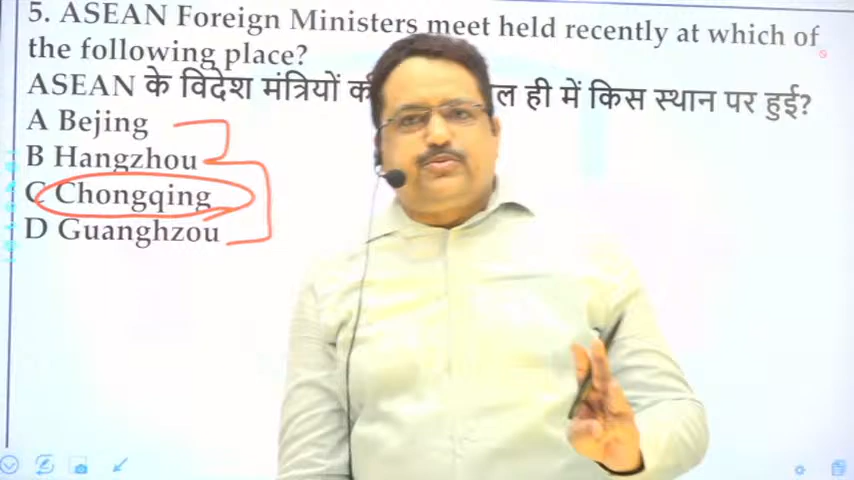 5. ASEAN Foreign Ministers meet held recently at which of
the following place?
ASEAN के विदेश मंत्रियों ही में किस स्थान पर हुई?
A Bejing
B Hangzhou
C Chongqing
D Guanghzou